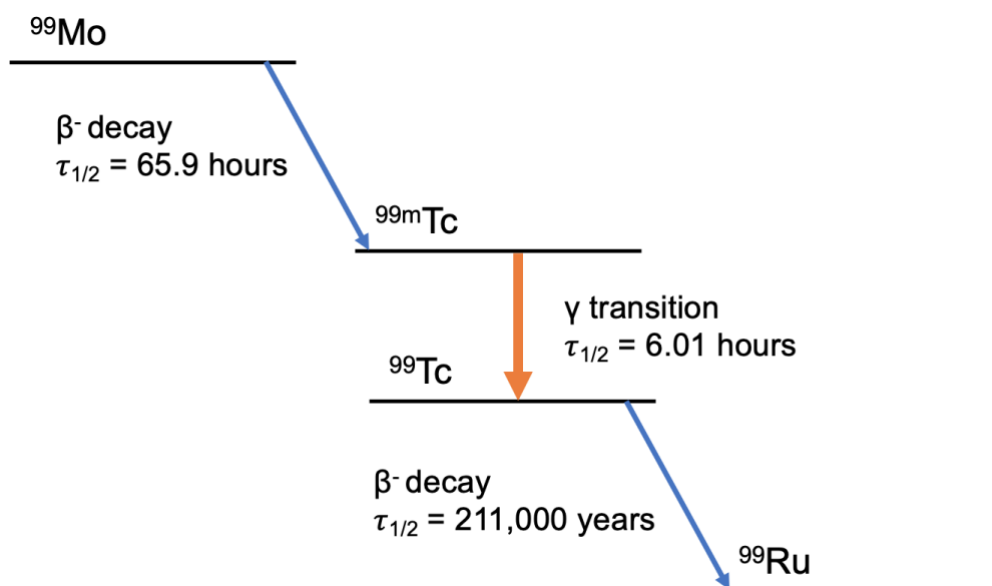 ⁹⁹Mo
β⁻ decay
τ₁/₂ = 65.9 hours
⁹⁹ᵐTc
γ transition
τ₁/₂ = 6.01 hours
⁹⁹Tc
β⁻ decay
τ₁/₂ = 211,000 years
⁹⁹Ru